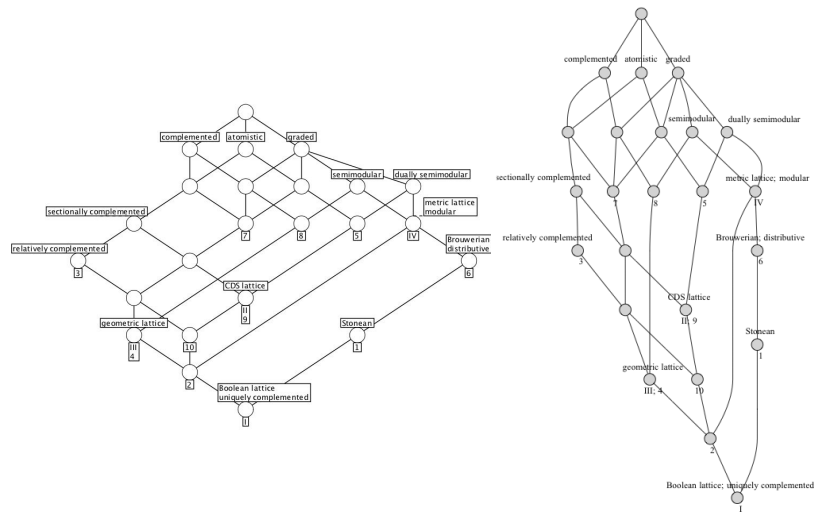 complemented
atomistic
graded
semimodular
dually semimodular
sectionally complemented
metric lattice
modular
7
8
5
IV
relatively complemented
Brouwerian
distributive
3
6
CDS lattice
II
9
geometric lattice
Stonean
III
4
10
1
2
Boolean lattice
uniquely complemented
I
complemented
atomistic
graded
semimodular
dually semimodular
sectionally complemented
metric lattice; modular
7
8
5
IV
relatively complemented
Brouwerian; distributive
3
6
CDS lattice
II; 9
Stonean
1
geometric lattice
III; 4
10
2
Boolean lattice; uniquely complemented
I